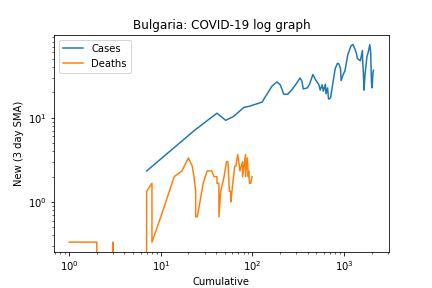 Bulgaria: COVID-19 log graph
Cases
Deaths
New (3 day SMA)
10¹
10⁰
10⁰ 10¹ 10² 10³
Cumulative